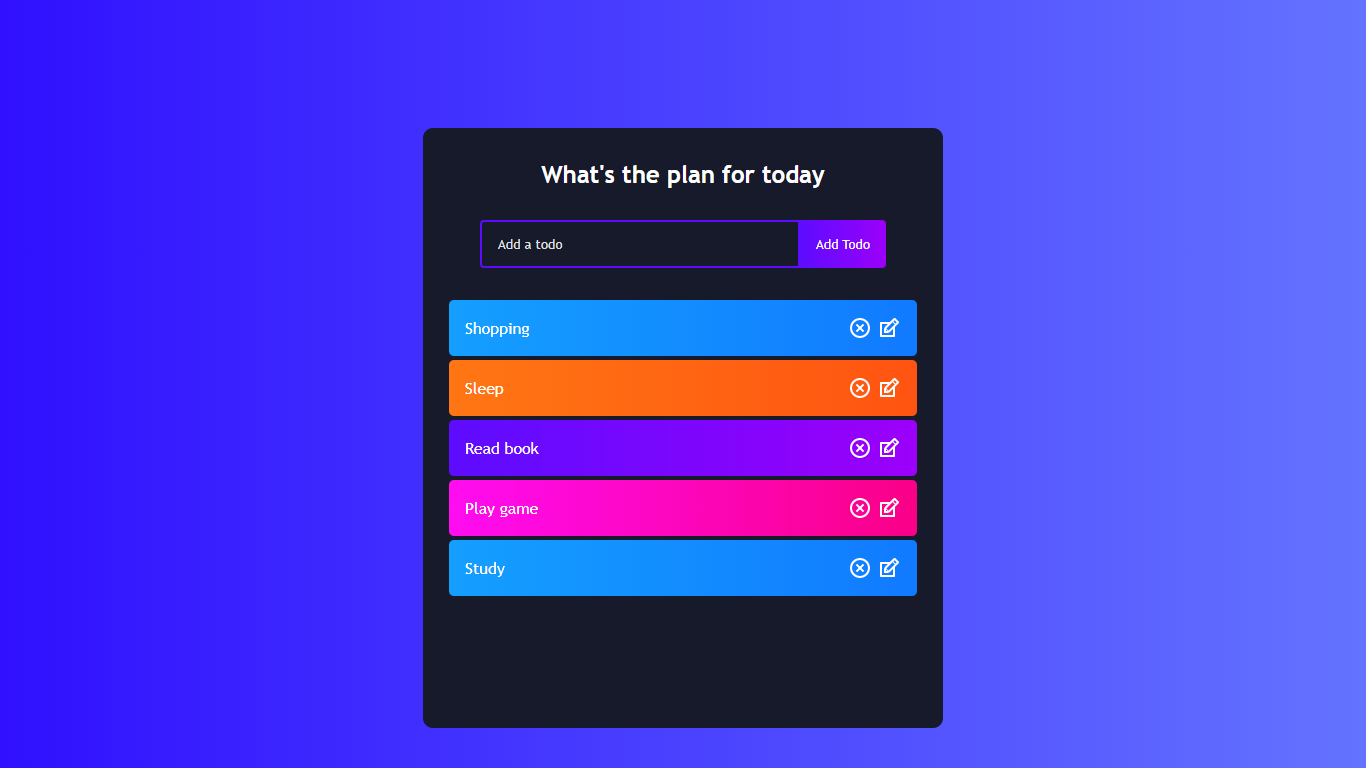 What's the plan for today
Add a todo
Add Todo
Shopping
Sleep
Read book
Play game
Study